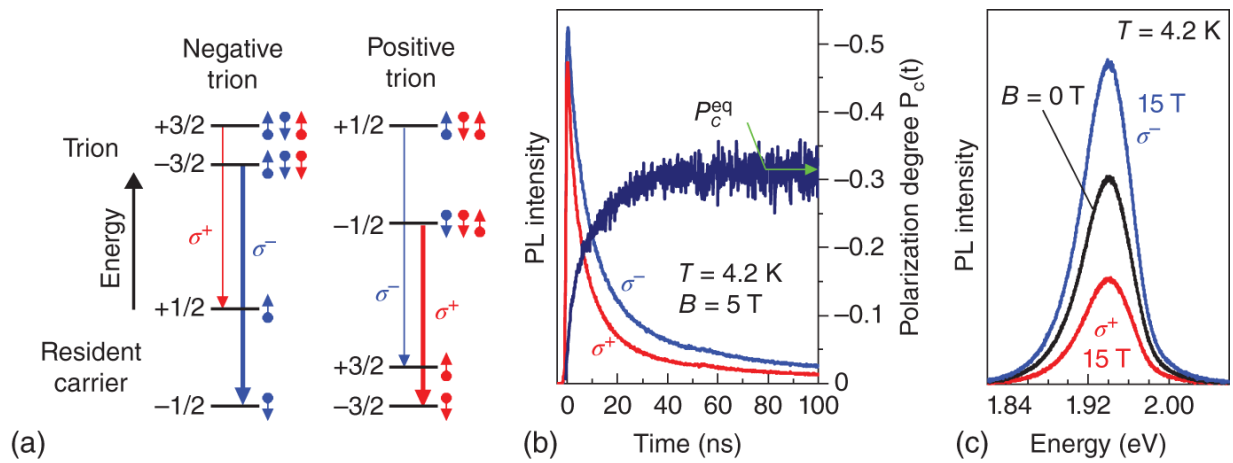 (a)
Negative
trion
Positive
trion
Trion
Energy
Resident
carrier
+3/2
−3/2
σ+
σ−
+1/2
−1/2
+1/2
−1/2
σ−
σ+
+3/2
−3/2
(b)
PL intensity
Pceq
σ−
σ+
T = 4.2 K
B = 5 T
−0.5
−0.4
−0.3
−0.2
−0.1
0
Polarization degree Pc(t)
0 20 40 60 80 100
Time (ns)
(c)
PL intensity
T = 4.2 K
B = 0 T
15 T
σ−
σ+
15 T
1.84 1.92 2.00
Energy (eV)